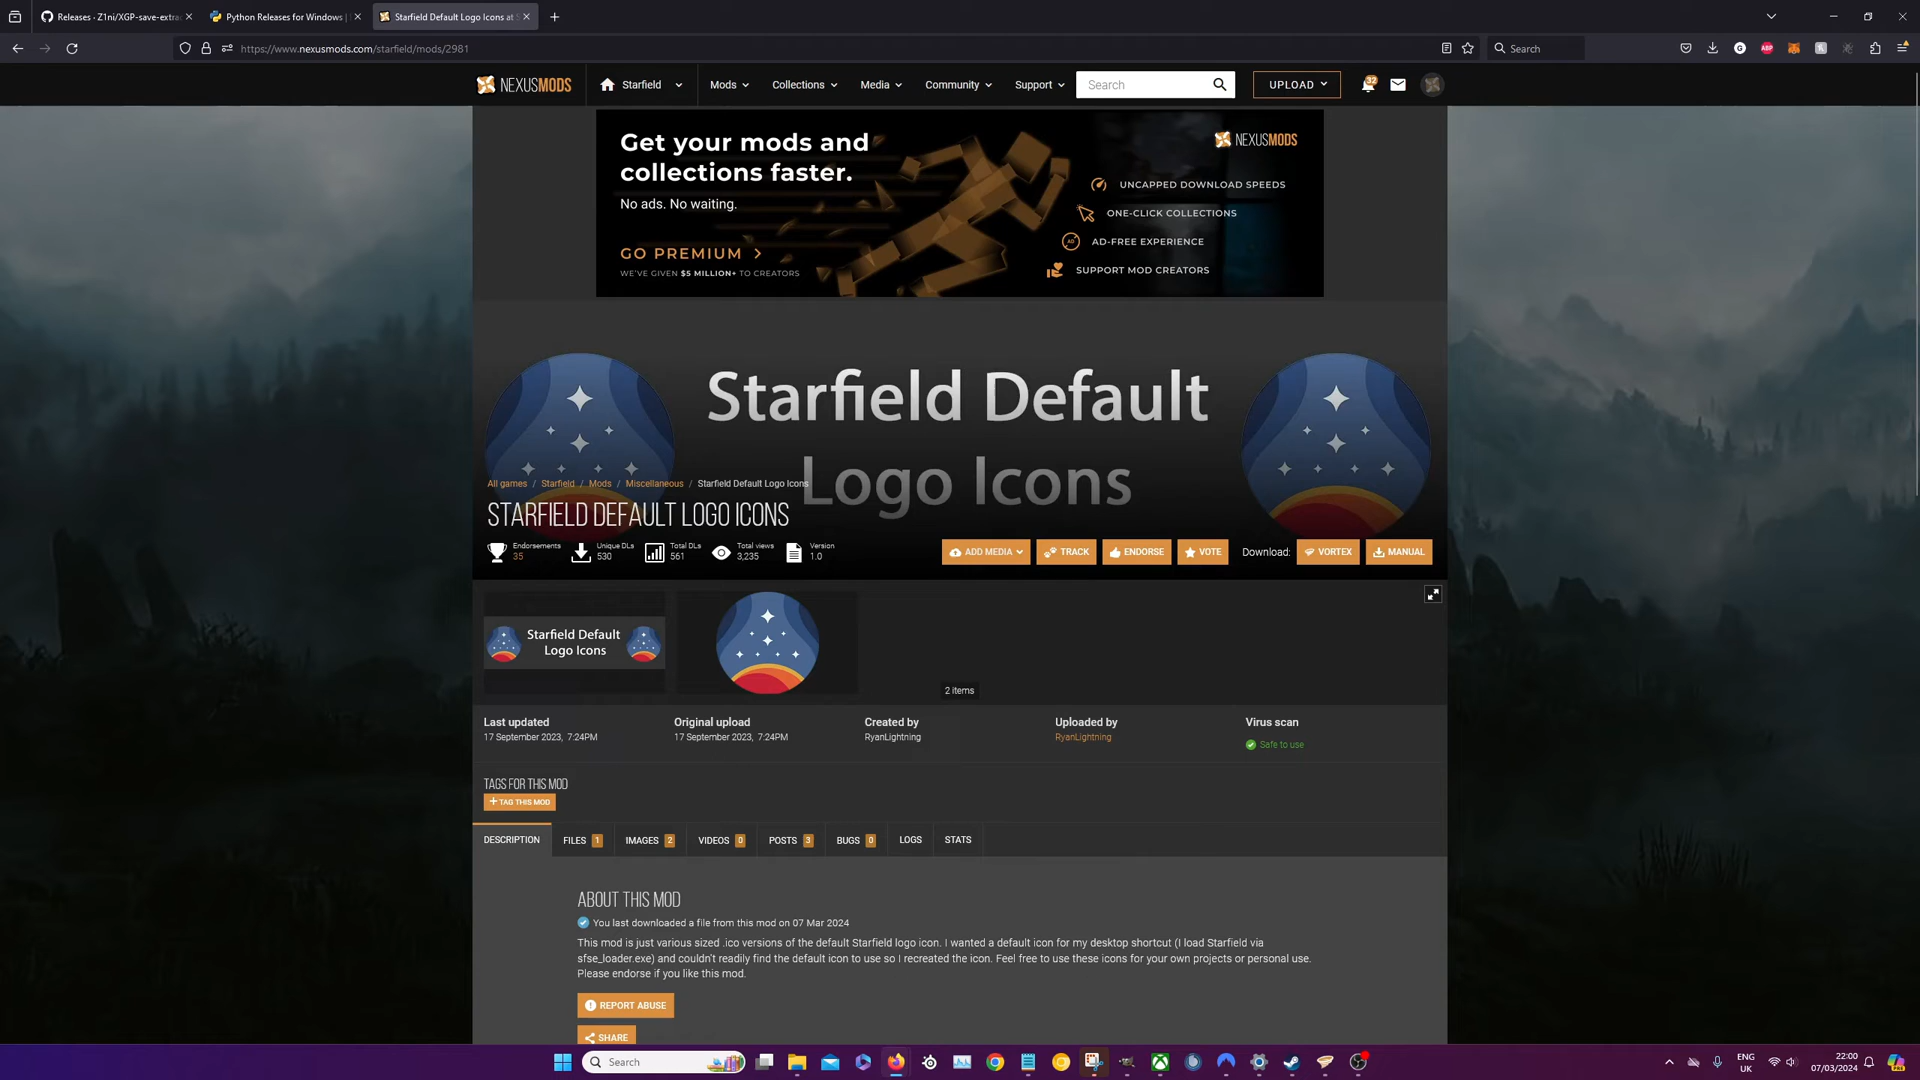 Releases · Z1ni/XGP-save-extra
Python Releases for Windows |
Starfield Default Logo Icons at
https://www.nexusmods.com/starfield/mods/2981
Search
NEXUSMODS
Starfield
Mods
Collections
Media
Community
Support
Search
UPLOAD
32
Get your mods and
collections faster.
No ads. No waiting.
GO PREMIUM
WE'VE GIVEN $5 MILLION+ TO CREATORS
NEXUSMODS
UNCAPPED DOWNLOAD SPEEDS
ONE-CLICK COLLECTIONS
AD-FREE EXPERIENCE
SUPPORT MOD CREATORS
Starfield Default
Logo Icons
All games / Starfield / Mods / Miscellaneous / Starfield Default Logo Icons
STARFIELD DEFAULT LOGO ICONS
Endorsements
35
Unique DLs
530
Total DLs
561
Total views
3,235
Version
1.0
ADD MEDIA
TRACK
ENDORSE
VOTE
Download:
VORTEX
MANUAL
Starfield Default
Logo Icons
2 items
Last updated
17 September 2023, 7:24PM
Original upload
17 September 2023, 7:24PM
Created by
RyanLightning
Uploaded by
RyanLightning
Virus scan
Safe to use
TAGS FOR THIS MOD
+ TAG THIS MOD
DESCRIPTION
FILES 1
IMAGES 2
VIDEOS 0
POSTS 3
BUGS 0
LOGS
STATS
ABOUT THIS MOD
You last downloaded a file from this mod on 07 Mar 2024
This mod is just various sized .ico versions of the default Starfield logo icon. I wanted a default icon for my desktop shortcut (I load Starfield via
sfse_loader.exe) and couldn't readily find the default icon to use so I recreated the icon. Feel free to use these icons for your own projects or personal use.
Please endorse if you like this mod.
REPORT ABUSE
SHARE
Search
ENG
UK
22:00
07/03/2024